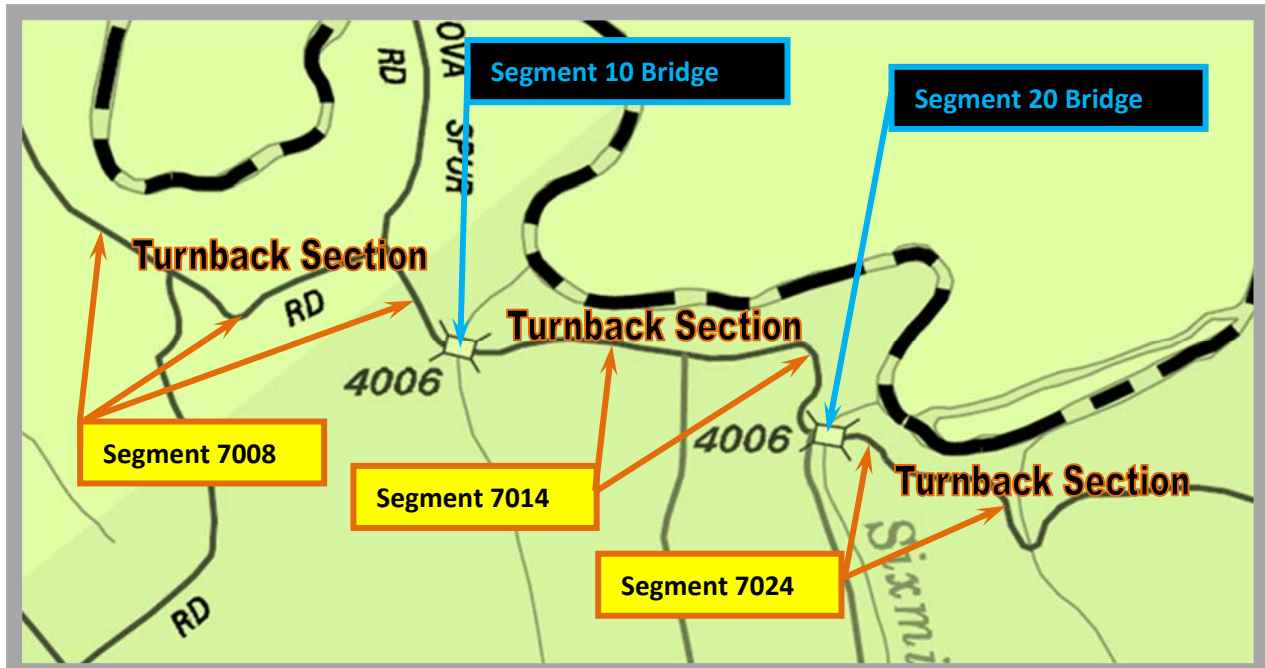 RD
OVA SPUR
Segment 10 Bridge
Segment 20 Bridge
Turnback Section
RD
Turnback Section
4006
Segment 7008
4006
Turnback Section
Segment 7014
Segment 7024
Sixmi
RD